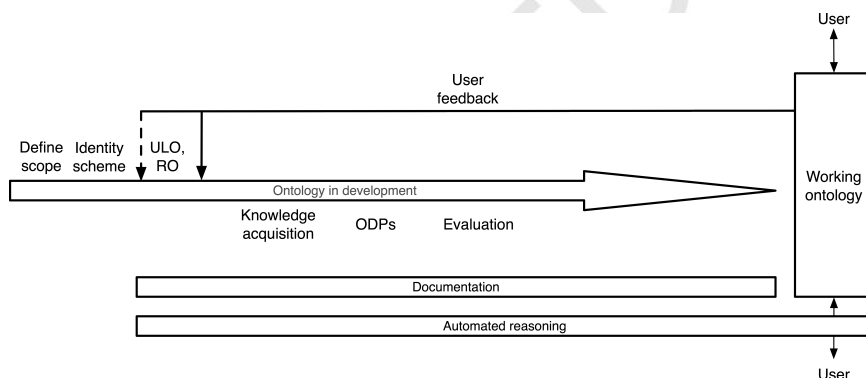 User
User
feedback
Define
scope
Identity
scheme
ULO,
RO
Ontology in development
Working
ontology
Knowledge
acquisition
ODPs
Evaluation
Documentation
Automated reasoning
User